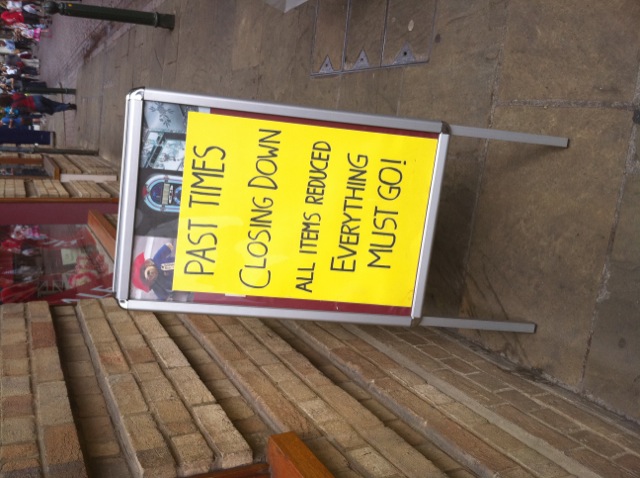 PAST TIMES
CLOSING DOWN
ALL ITEMS REDUCED
EVERYTHING
MUST GO!